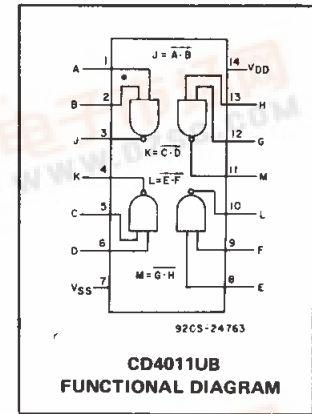 J = A·B
A 1
14 VDD
B 2
13 H
J 3
12 G
K = C·D
K 4
11 M
L = E·F
C 5
10 L
D 6
9 F
M = G·H
VSS 7
8 E
92CS-24763
CD4011UB
FUNCTIONAL DIAGRAM